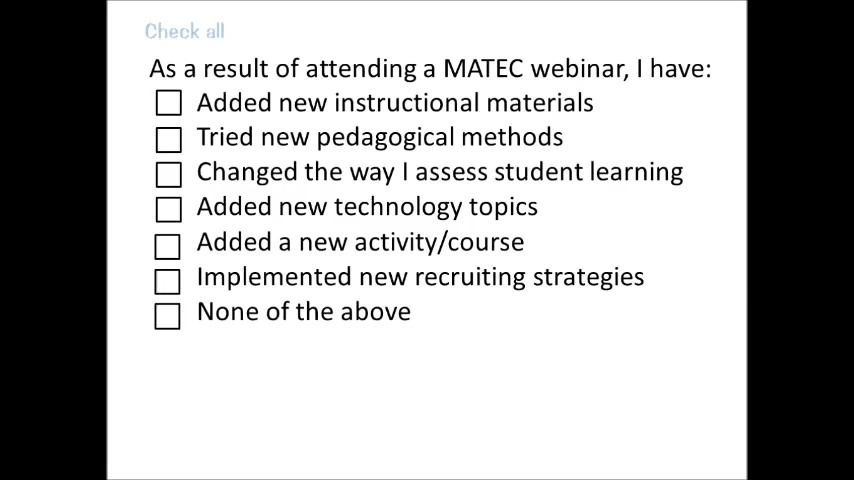 Check all
As a result of attending a MATEC webinar, I have:
Added new instructional materials
Tried new pedagogical methods
Changed the way I assess student learning
Added new technology topics
Added a new activity/course
Implemented new recruiting strategies
None of the above